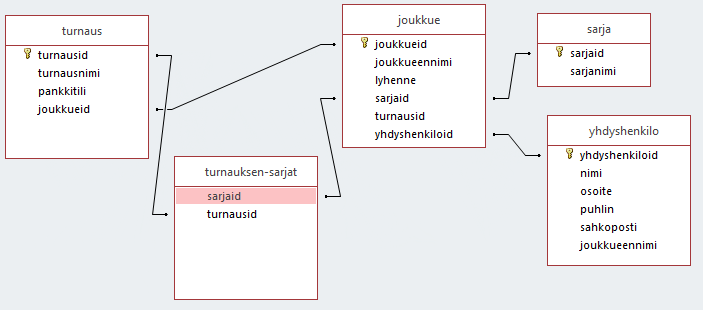 turnaus
turnausid
turnausnimi
pankkitili
joukkueid
joukkue
joukkueid
joukkueennimi
lyhenne
sarjaid
turnausid
yhdyshenkiloid
sarja
sarjaid
sarjanimi
turnauksen-sarjat
sarjaid
turnausid
yhdyshenkilo
yhdyshenkiloid
nimi
osoite
puhlin
sahkoposti
joukkueennimi